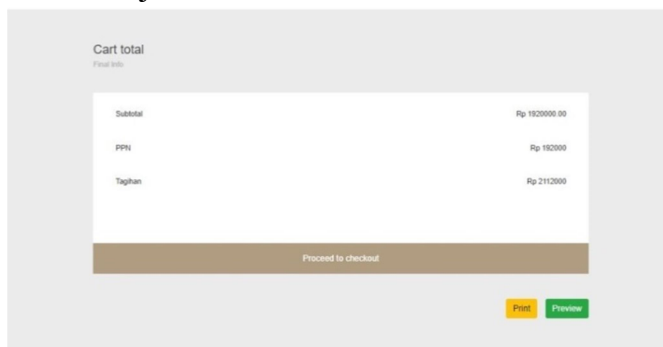 Cart total
Final info
Subtotal Rp 1920000.00
PPN Rp 192000
Tagihan Rp 2112000
Proceed to checkout
Print Preview